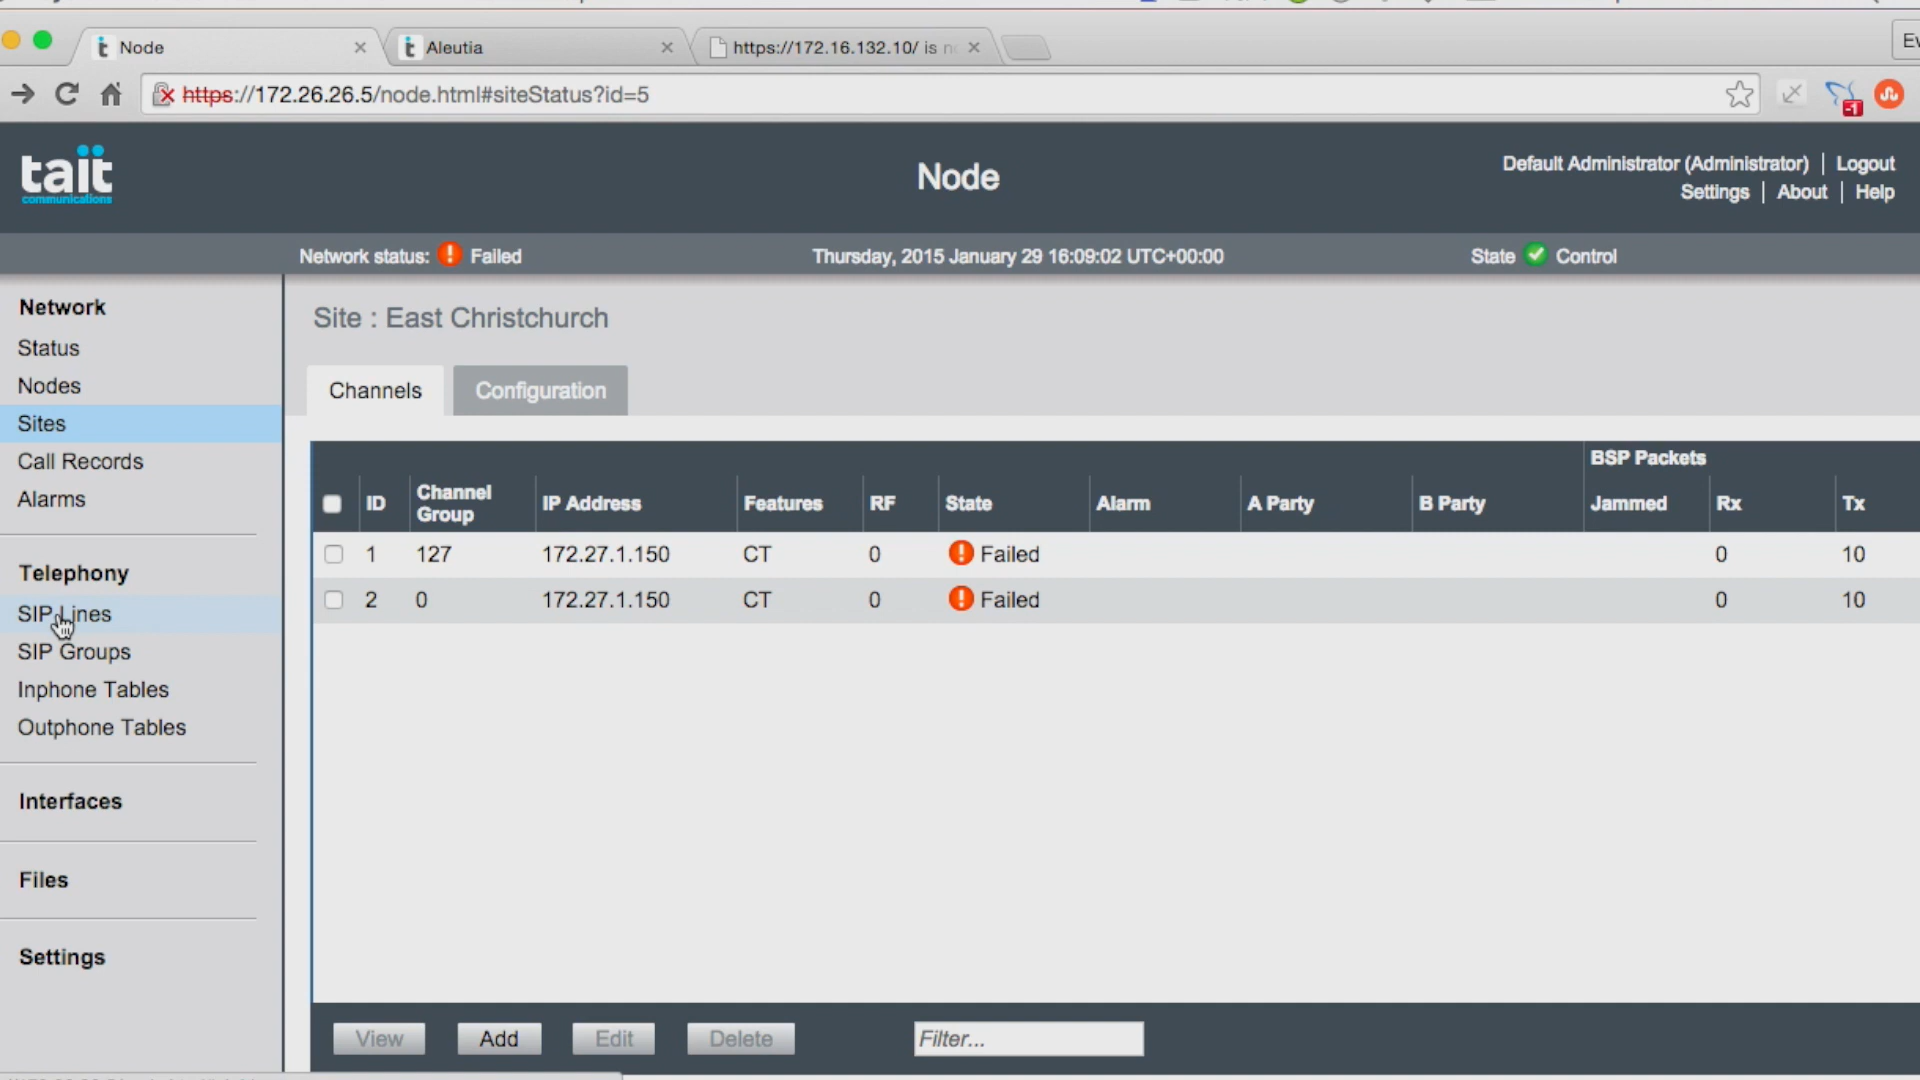 Node
Aleutia
https://172.16.132.10/ is n
https://172.26.26.5/node.html#siteStatus?id=5
-1
tait
communications
Node
Default Administrator (Administrator) | Logout
Settings | About | Help
Network status: Failed
Thursday, 2015 January 29 16:09:02 UTC+00:00
State Control
Network
Status
Nodes
Sites
Call Records
Alarms
Telephony
SIP Lines
SIP Groups
Inphone Tables
Outphone Tables
Interfaces
Files
Settings
Site : East Christchurch
Channels Configuration
BSP Packets
ID Channel Group IP Address Features RF State Alarm A Party B Party Jammed Rx Tx
1 127 172.27.1.150 CT 0 Failed 0 10
2 0 172.27.1.150 CT 0 Failed 0 10
View Add Edit Delete Filter...